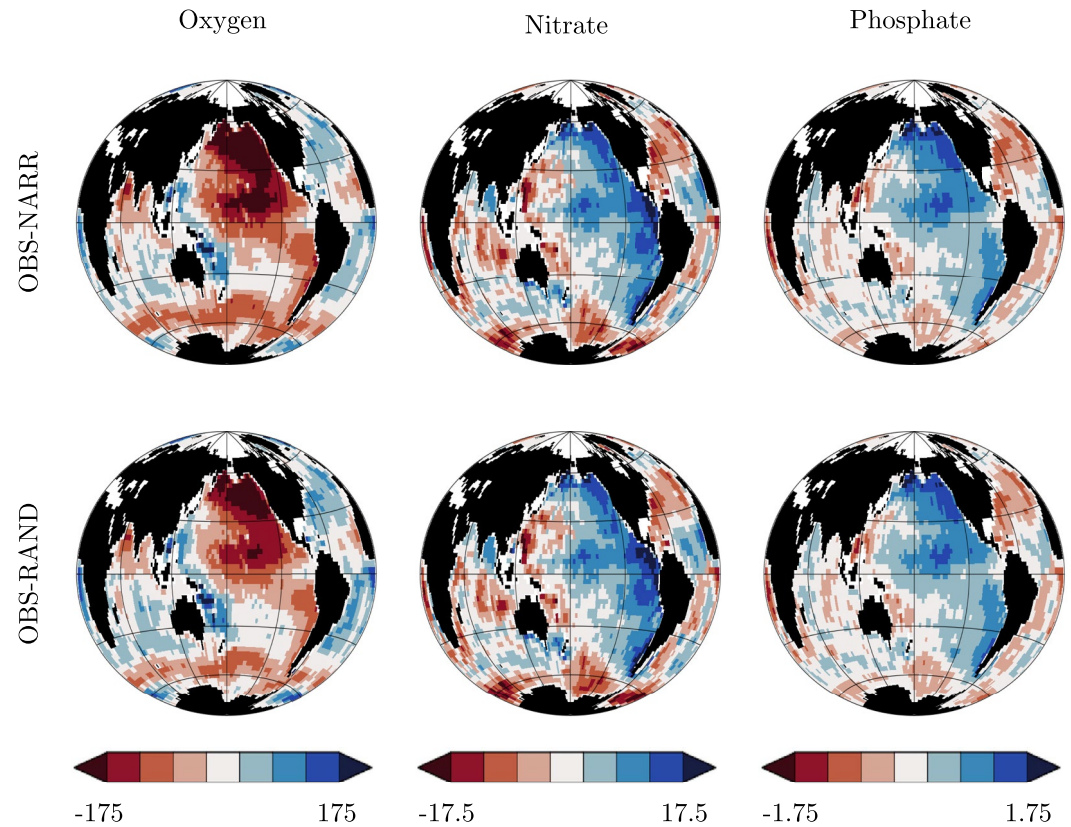 Oxygen
Nitrate
Phosphate
OBS-NARR
OBS-RAND
-175 175
-17.5 17.5
-1.75 1.75